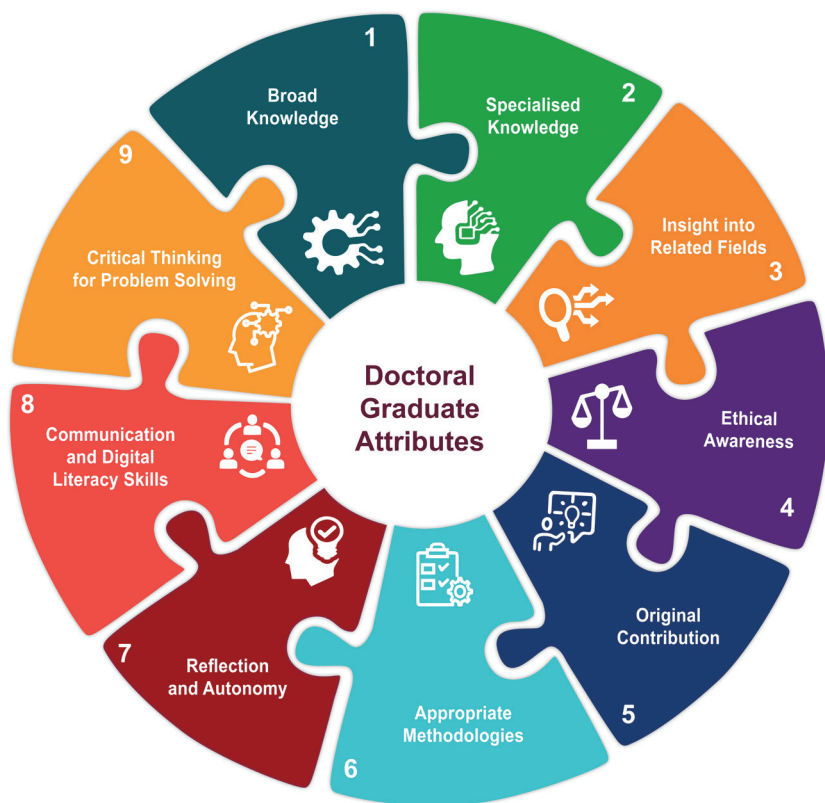 Doctoral
Graduate
Attributes
1
Broad
Knowledge
2
Specialised
Knowledge
3
Insight into
Related Fields
4
Ethical
Awareness
5
Original
Contribution
6
Appropriate
Methodologies
7
Reflection
and Autonomy
8
Communication
and Digital
Literacy Skills
9
Critical Thinking
for Problem Solving